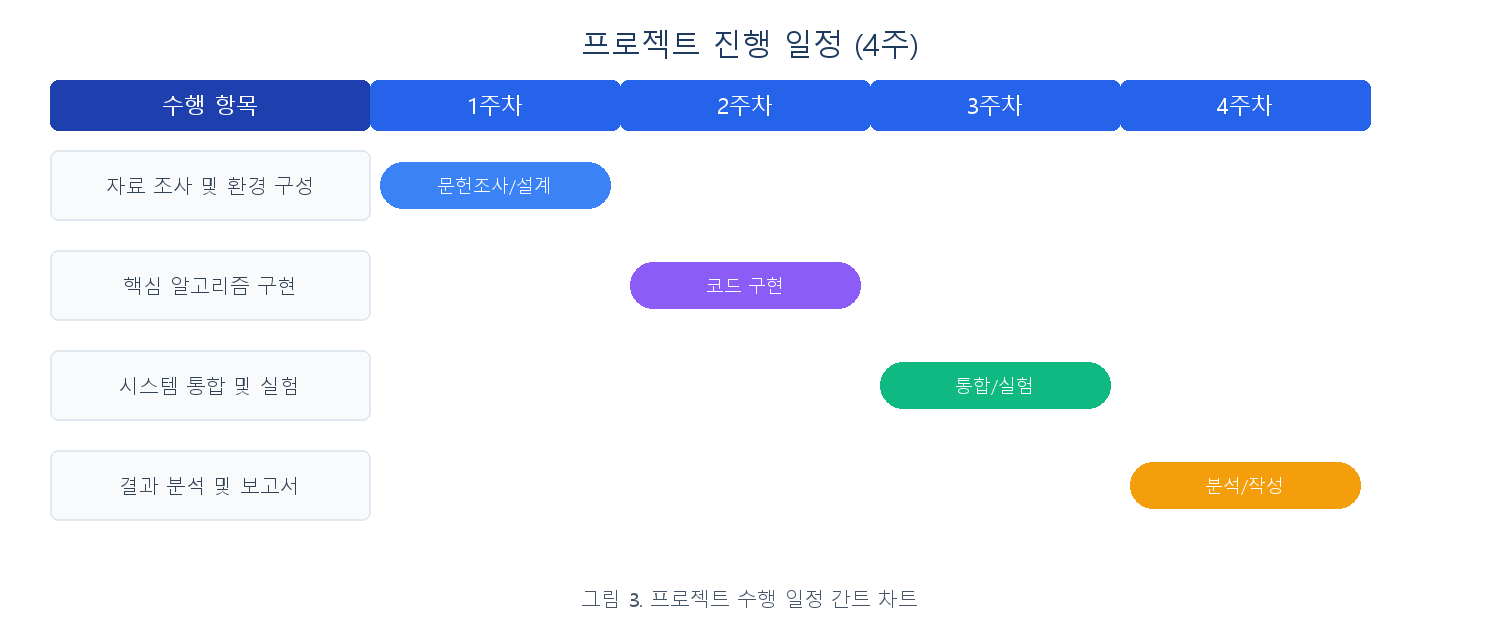 프로젝트 진행 일정 (4주)
수행 항목 1주차 2주차 3주차 4주차
자료 조사 및 환경 구성 문헌조사/설계
핵심 알고리즘 구현 코드 구현
시스템 통합 및 실험 통합/실험
결과 분석 및 보고서 분석/작성
그림 3. 프로젝트 수행 일정 간트 차트